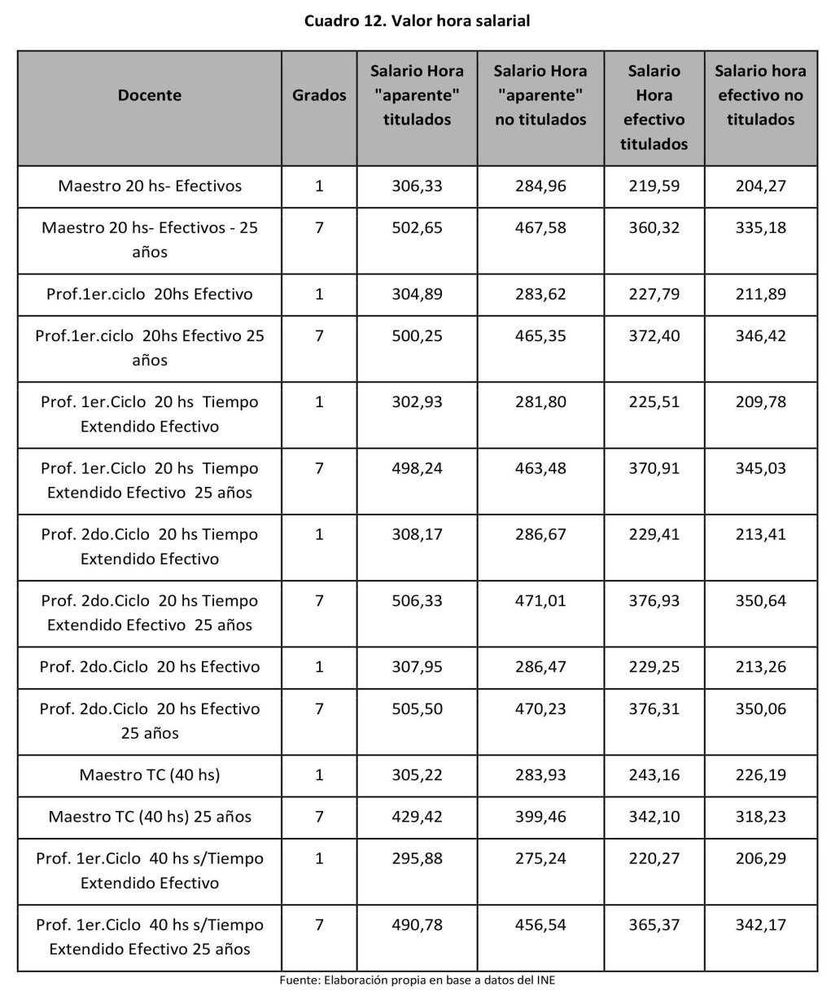 Cuadro 12. Valor hora salarial
Docente
Grados
Salario Hora
"aparente"
titulados
Salario Hora
"aparente"
no titulados
Salario
Hora
efectivo
titulados
Salario hora
efectivo no
titulados
Maestro 20 hs- Efectivos 1 306,33 284,96 219,59 204,27
Maestro 20 hs- Efectivos - 25 7 502,65 467,58 360,32 335,18
años
Prof.1er.ciclo 20hs Efectivo 1 304,89 283,62 227,79 211,89
Prof.1er.ciclo 20hs Efectivo 25 7 500,25 465,35 372,40 346,42
años
Prof. 1er.Ciclo 20 hs Tiempo 1 302,93 281,80 225,51 209,78
Extendido Efectivo
Prof. 1er.Ciclo 20 hs Tiempo 7 498,24 463,48 370,91 345,03
Extendido Efectivo 25 años
Prof. 2do.Ciclo 20 hs Tiempo 1 308,17 286,67 229,41 213,41
Extendido Efectivo
Prof. 2do.Ciclo 20 hs Tiempo 7 506,33 471,01 376,93 350,64
Extendido Efectivo 25 años
Prof. 2do.Ciclo 20 hs Efectivo 1 307,95 286,47 229,25 213,26
Prof. 2do.Ciclo 20 hs Efectivo 7 505,50 470,23 376,31 350,06
25 años
Maestro TC (40 hs) 1 305,22 283,93 243,16 226,19
Maestro TC (40 hs) 25 años 7 429,42 399,46 342,10 318,23
Prof. 1er.Ciclo 40 hs s/Tiempo 1 295,88 275,24 220,27 206,29
Extendido Efectivo
Prof. 1er.Ciclo 40 hs s/Tiempo 7 490,78 456,54 365,37 342,17
Extendido Efectivo 25 años
Fuente: Elaboración propia en base a datos del INE